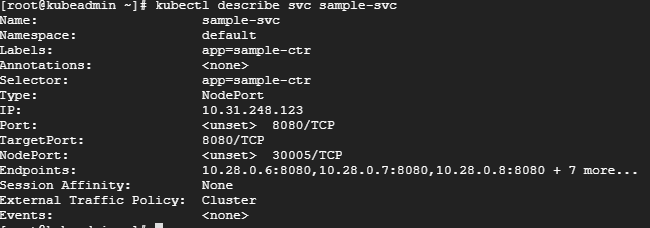 [root@kubeadmin ~]# kubectl describe svc sample-svc
Name:                     sample-svc
Namespace:                default
Labels:                   app=sample-ctr
Annotations:              <none>
Selector:                 app=sample-ctr
Type:                     NodePort
IP:                       10.31.248.123
Port:                     <unset>  8080/TCP
TargetPort:               8080/TCP
NodePort:                 <unset>  30005/TCP
Endpoints:                10.28.0.6:8080,10.28.0.7:8080,10.28.0.8:8080 + 7 more...
Session Affinity:         None
External Traffic Policy:  Cluster
Events:                   <none>
[root@kubeadmin ~]#